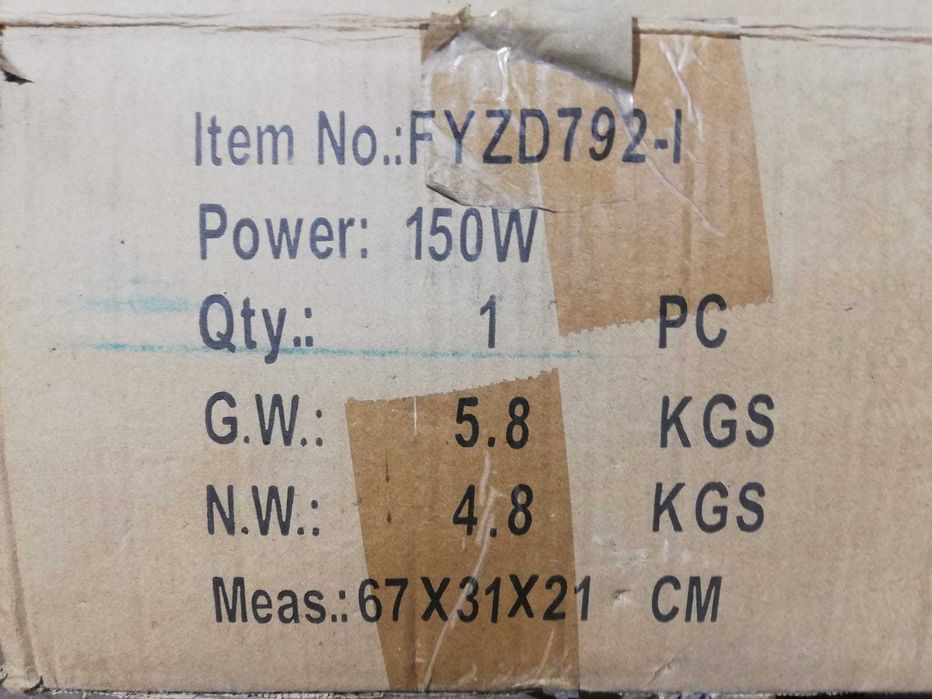 Item No.:FYZD792-I
Power: 150W
Qty.: 1 PC
G.W.: 5.8 KGS
N.W.: 4.8 KGS
Meas.:67X31X21 CM